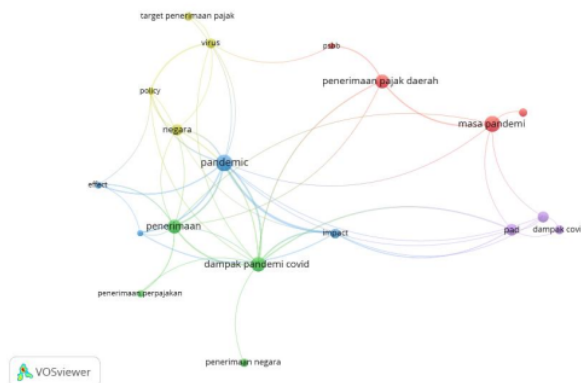 target penerimaan pajak
virus
psbb
penerimaan pajak daerah
policy
masa pandemi
negara
pandemic
effect
penerimaan
impact
pad
dampak covi
dampak pandemi covid
penerimaan perpajakan
penerimaan negara
VOSviewer